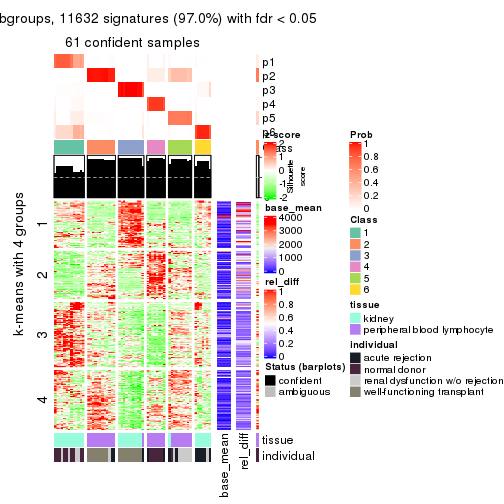 bgroups, 11632 signatures (97.0%) with fdr < 0.05
61 confident samples
p1
p2
p3
p4
p5
p6
Class
k-means with 4 groups
1
2
3
4
Silhouette
score
z-score
2
1
0
-1
-2
base_mean
4000
3000
2000
1000
0
rel_diff
1
0.8
0.6
0.4
0.2
0
Status (barplots)
confident
ambiguous
Prob
1
0.8
0.6
0.4
0.2
0
Class
1
2
3
4
5
6
tissue
kidney
peripheral blood lymphocyte
individual
acute rejection
normal donor
renal dysfunction w/o rejection
well-functioning transplant
tissue
individual
base_mean
rel_diff